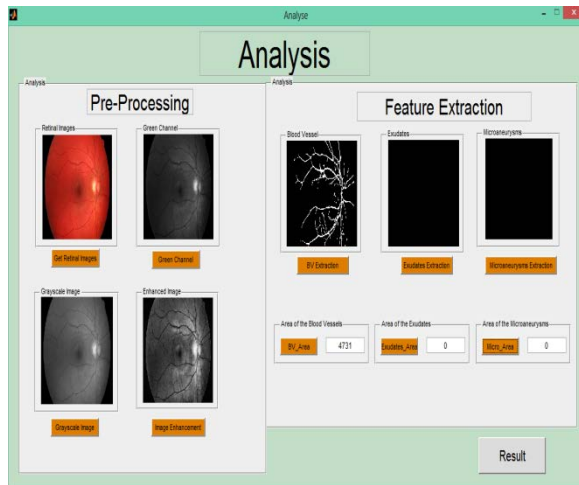 Analyse
Analysis
Analysis
Pre-Processing
Retinal Images
Green Channel
Get Retinal Images
Green Channel
Grayscale Image
Enhanced Image
Grayscale Image
Image Enhancement
Analysis
Feature Extraction
Blood Vessel
Exudates
Microaneurysms
BV Extraction
Exudates Extraction
Microaneurysms Extraction
Area of the Blood Vessels
Area of the Exudates
Area of the Microaneurysms
BV_Area 4731
Exudates_Area 0
Micro_Area 0
Result